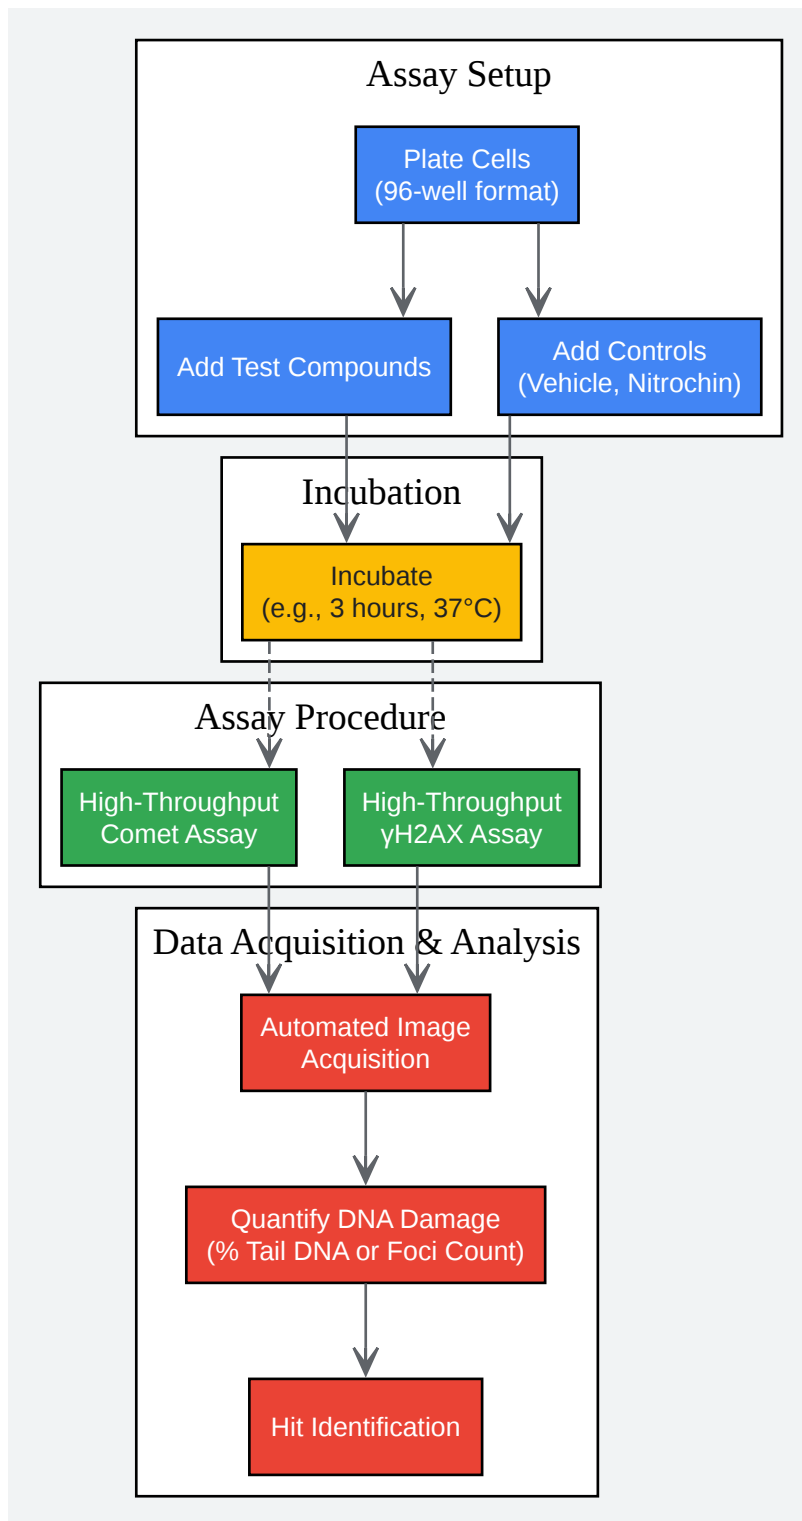 Assay Setup
Plate Cells
(96-well format)
Add Test Compounds
Add Controls
(Vehicle, Nitrochin)
Incubation
Incubate
(e.g., 3 hours, 37°C)
Assay Procedure
High-Throughput
Comet Assay
High-Throughput
γH2AX Assay
Data Acquisition & Analysis
Automated Image
Acquisition
Quantify DNA Damage
(% Tail DNA or Foci Count)
Hit Identification